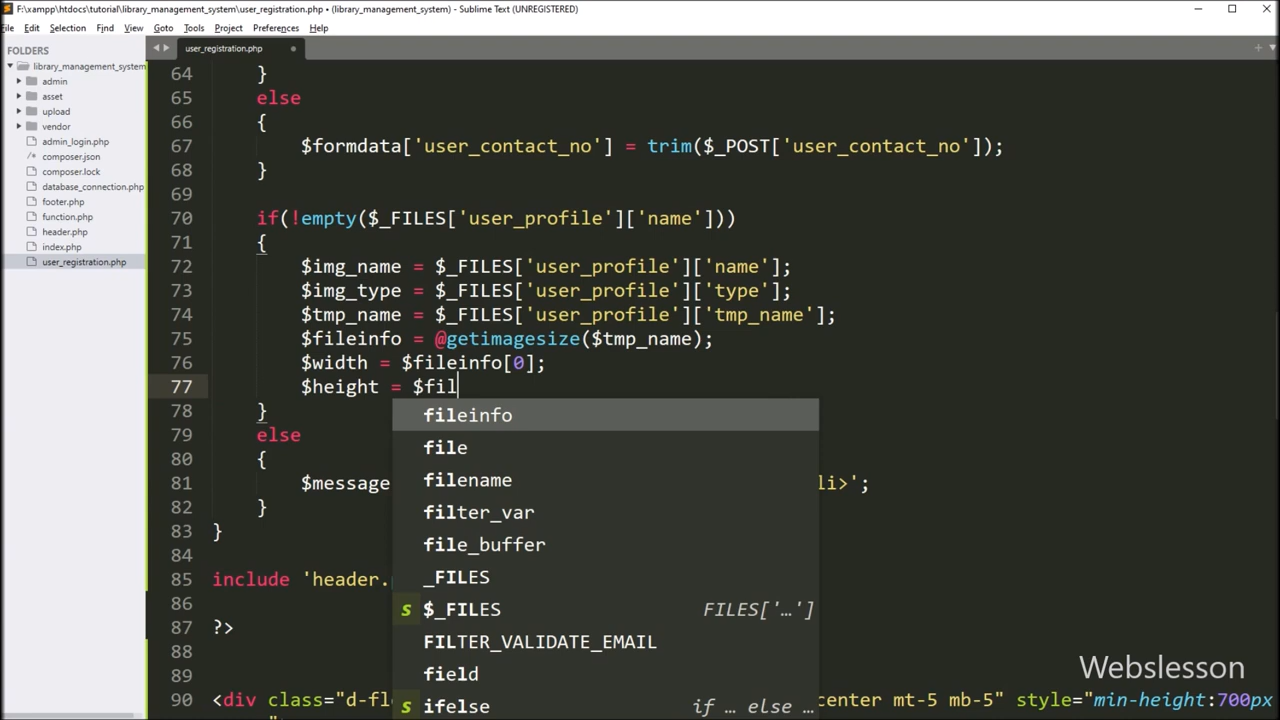 F:\xampp\htdocs\tutorial\library_management_system\user_registration.php • (library_management_system) - Sublime Text (UNREGISTERED)
File Edit Selection Find View Goto Tools Project Preferences Help
FOLDERS
library_management_system
admin
asset
upload
vendor
admin_login.php
composer.json
composer.lock
database_connection.php
footer.php
function.php
header.php
index.php
user_registration.php
user_registration.php
64 }
65 else
66 {
67 $formdata['user_contact_no'] = trim($_POST['user_contact_no']);
68 }
69
70 if(!empty($_FILES['user_profile']['name']))
71 {
72 $img_name = $_FILES['user_profile']['name'];
73 $img_type = $_FILES['user_profile']['type'];
74 $tmp_name = $_FILES['user_profile']['tmp_name'];
75 $fileinfo = @getimagesize($tmp_name);
76 $width = $fileinfo[0];
77 $height = $fil
78 }
79 else
80 {
81 $message li>';
82 }
83 }
84
85 include 'header.
86
87 ?>
88
89
90 <div class="d-fl center mt-5 mb-5" style="min-height:700px
fileinfo
file
filename
filter_var
file_buffer
_FILES
s $_FILES FILES['…']
FILTER_VALIDATE_EMAIL
field
s ifelse if … else …
Webslesson